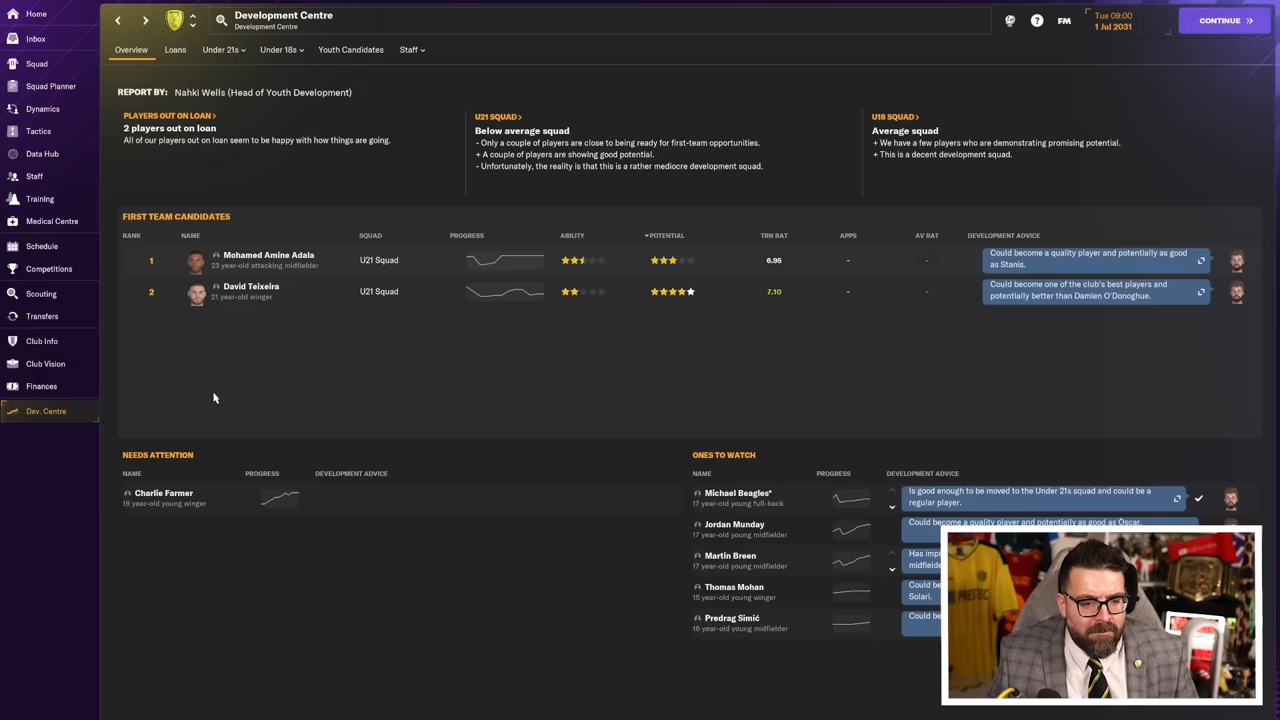 Home
Inbox
Squad
Squad Planner
Dynamics
Tactics
Data Hub
Staff
Training
Medical Centre
Schedule
Competitions
Scouting
Transfers
Club Info
Club Vision
Finances
Dev. Centre
Development Centre
Development Centre
?
FM
Tue 09:00
1 Jul 2031
CONTINUE
Overview
Loans
Under 21s
Under 18s
Youth Candidates
Staff
REPORT BY: Nahki Wells (Head of Youth Development)
PLAYERS OUT ON LOAN >
2 players out on loan
All of our players out on loan seem to be happy with how things are going.
U21 SQUAD >
Below average squad
- Only a couple of players are close to being ready for first-team opportunities.
+ A couple of players are showing good potential.
- Unfortunately, the reality is that this is a rather mediocre development squad.
U18 SQUAD >
Average squad
+ We have a few players who are demonstrating promising potential.
+ This is a decent development squad.
FIRST TEAM CANDIDATES
RANK NAME SQUAD PROGRESS ABILITY POTENTIAL TRN RAT APPS AV RAT DEVELOPMENT ADVICE
1 Mohamed Amine Adala U21 Squad 6.95 - -
23 year-old attacking midfielder
Could become a quality player and potentially as good
as Stanis.
2 David Teixeira U21 Squad 7.10 - -
21 year-old winger
Could become one of the club's best players and
potentially better than Damien O'Donoghue.
NEEDS ATTENTION
NAME PROGRESS DEVELOPMENT ADVICE
Charlie Farmer
19 year-old young winger
ONES TO WATCH
NAME PROGRESS DEVELOPMENT ADVICE
Michael Beagles*
17 year-old young full-back
Is good enough to be moved to the Under 21s squad and could be a
regular player.
Jordan Munday
17 year-old young midfielder
Could become a quality player and potentially as good as Òscar.
Martin Breen
17 year-old young midfielder
Has
midfielde
Thomas Mohan
15 year-old young winger
Could be
Solari.
Predrag Simić
16 year-old young midfielder
Could be